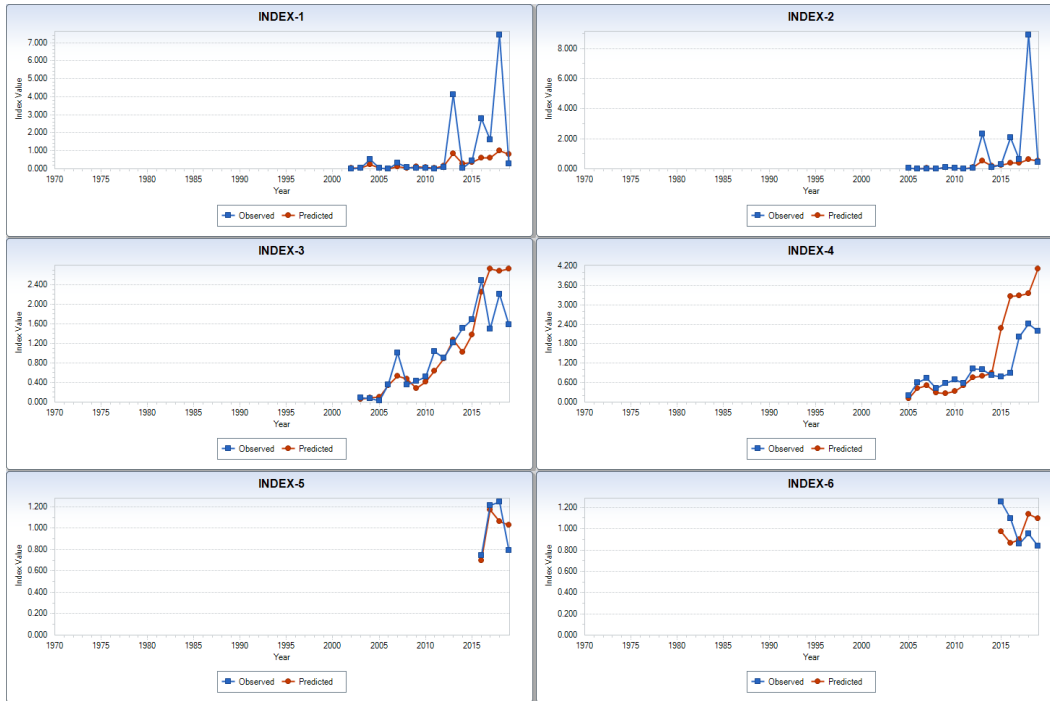 INDEX-1
7.000
6.000
5.000
4.000
3.000
2.000
1.000
0.000
Index Value
1970 1975 1980 1985 1990 1995 2000 2005 2010 2015
Year
Observed Predicted
INDEX-2
8.000
6.000
4.000
2.000
0.000
Index Value
1970 1975 1980 1985 1990 1995 2000 2005 2010 2015
Year
Observed Predicted
INDEX-3
2.400
2.000
1.600
1.200
0.800
0.400
0.000
Index Value
1970 1975 1980 1985 1990 1995 2000 2005 2010 2015
Year
Observed Predicted
INDEX-4
4.200
3.600
3.000
2.400
1.800
1.200
0.600
0.000
Index Value
1970 1975 1980 1985 1990 1995 2000 2005 2010 2015
Year
Observed Predicted
INDEX-5
1.200
1.000
0.800
0.600
0.400
0.200
0.000
Index Value
1970 1975 1980 1985 1990 1995 2000 2005 2010 2015
Year
Observed Predicted
INDEX-6
1.200
1.000
0.800
0.600
0.400
0.200
0.000
Index Value
1970 1975 1980 1985 1990 1995 2000 2005 2010 2015
Year
Observed Predicted